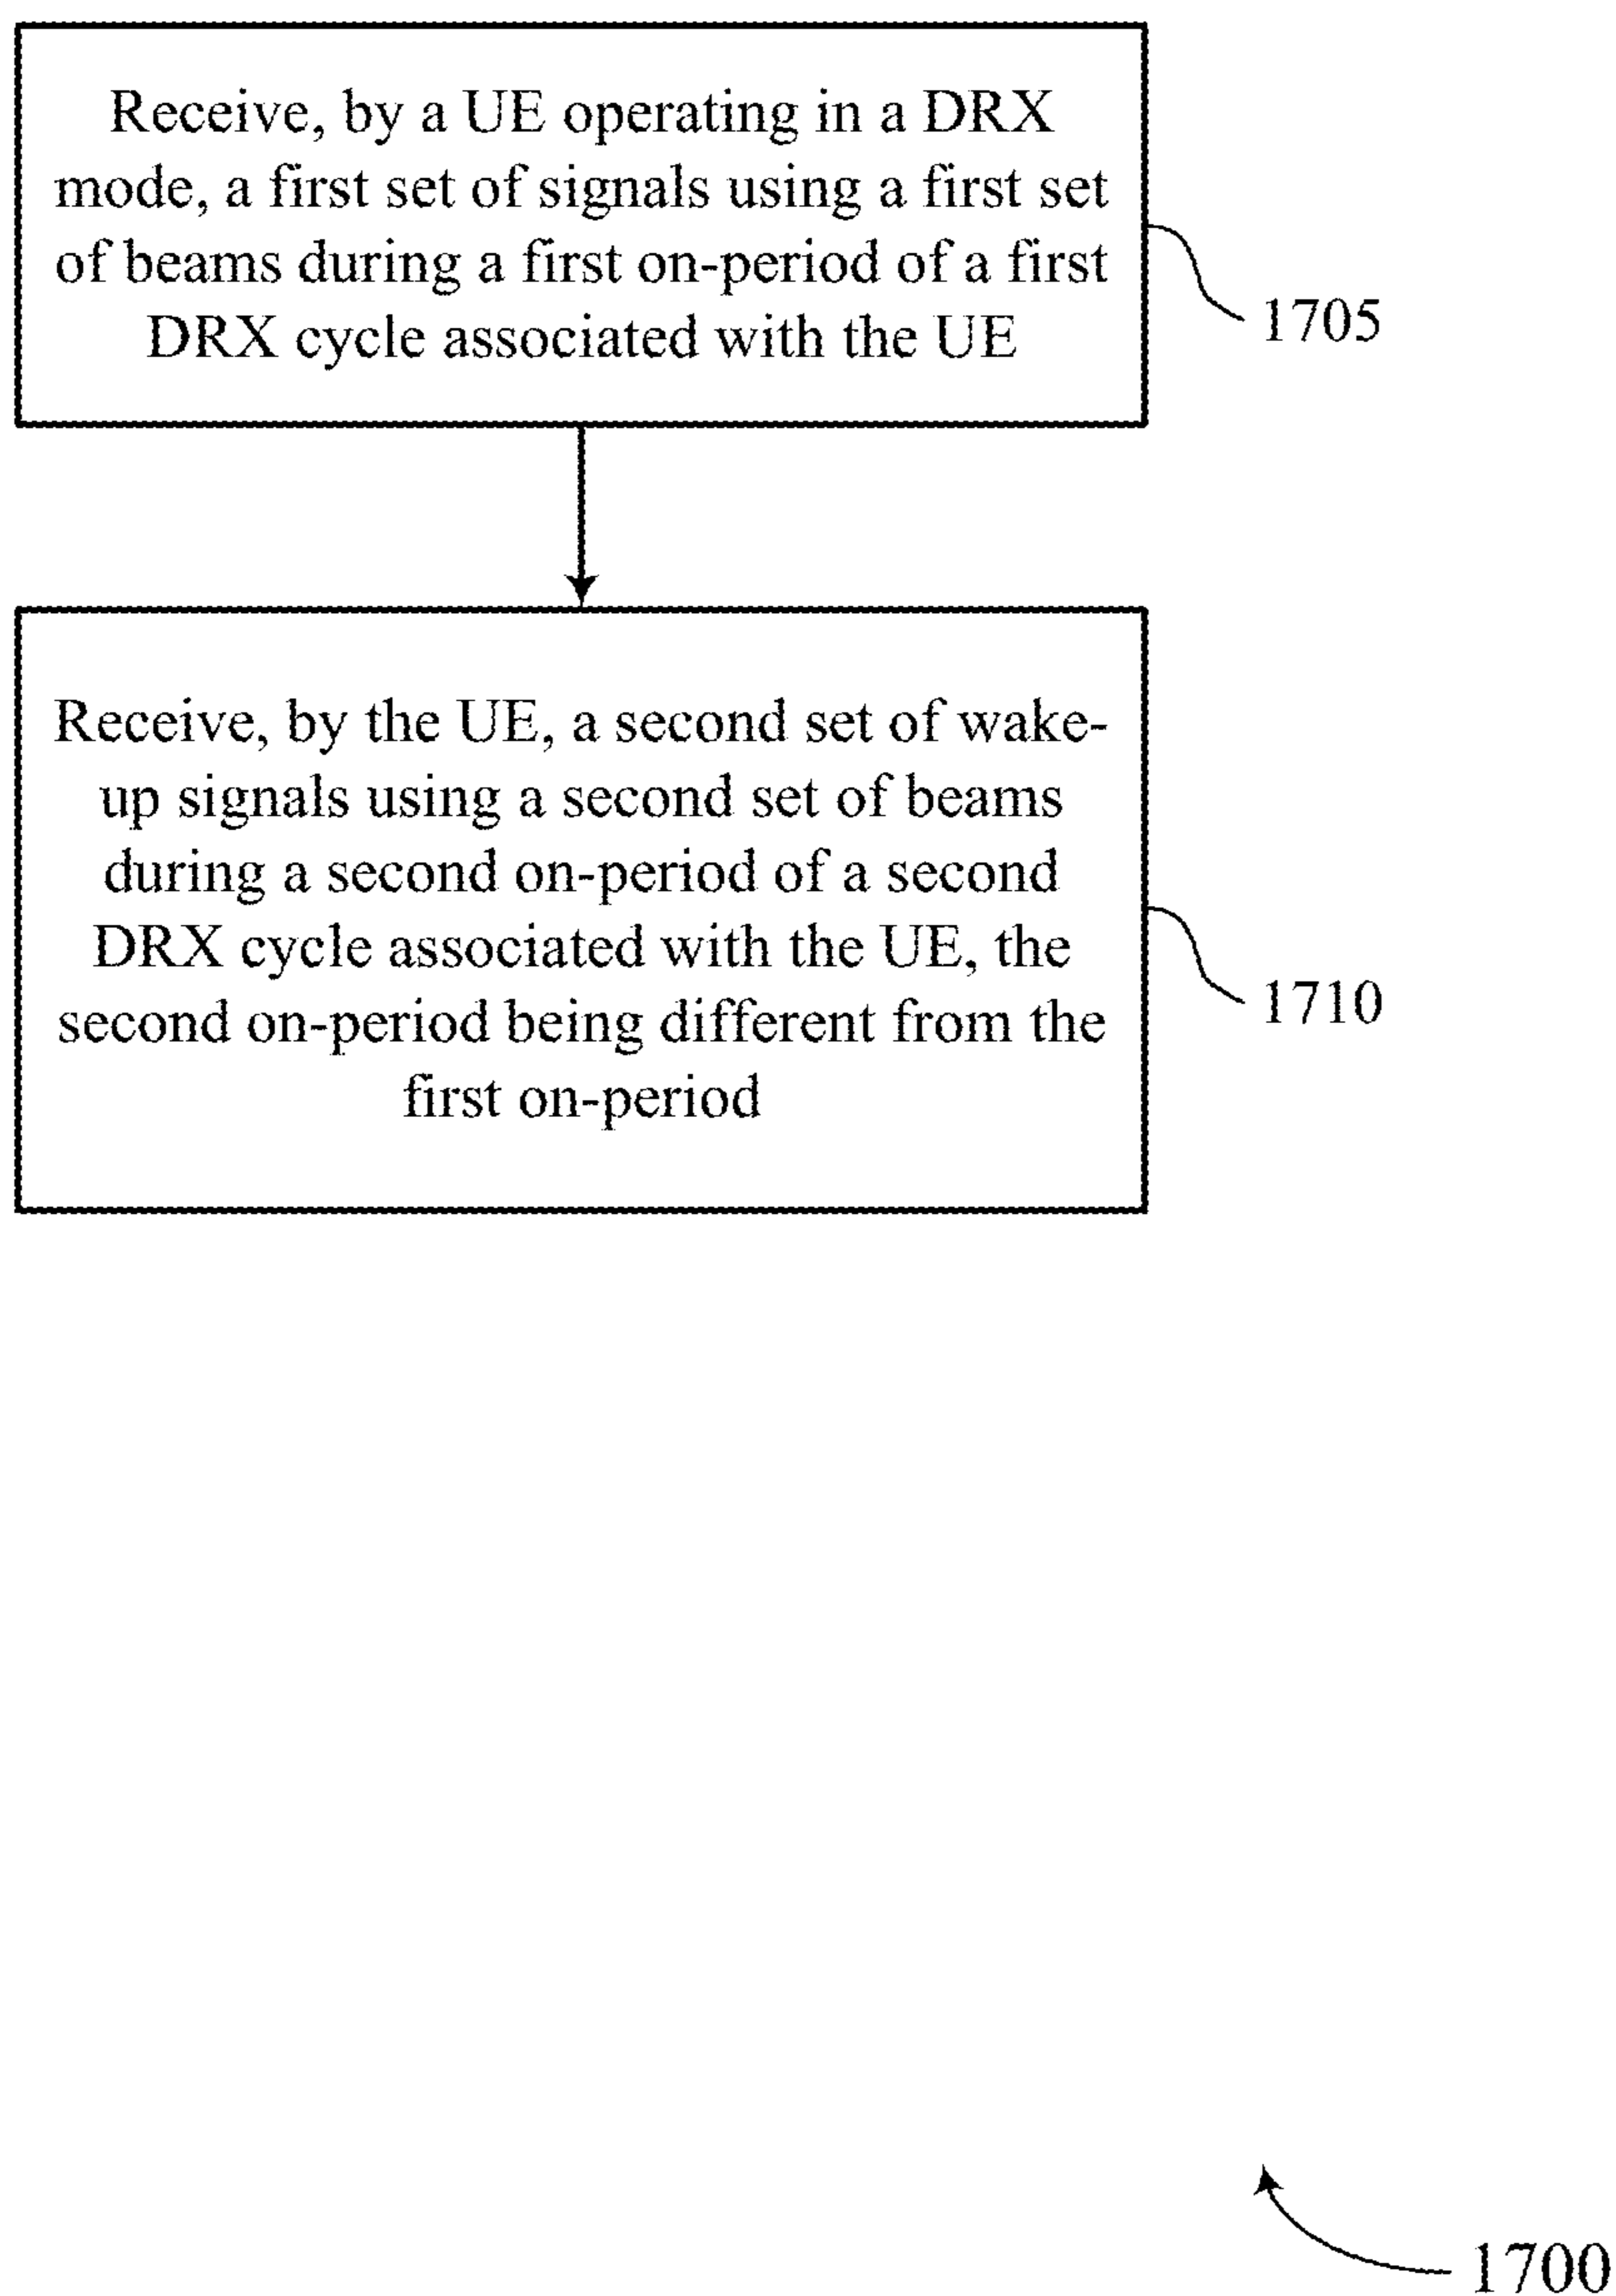 Receive, by a UE operating in a DRX
mode, a first set of signals using a first set
of beams during a first on-period of a first
DRX cycle associated with the UE
1705
Receive, by the UE, a second set of wake-
up signals using a second set of beams
during a second on-period of a second
DRX cycle associated with the UE, the
second on-period being different from the
first on-period
1710
1700